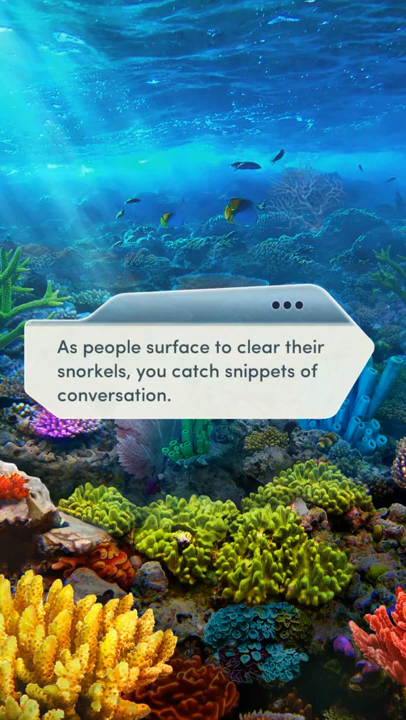 As people surface to clear their
snorkels, you catch snippets of
conversation.